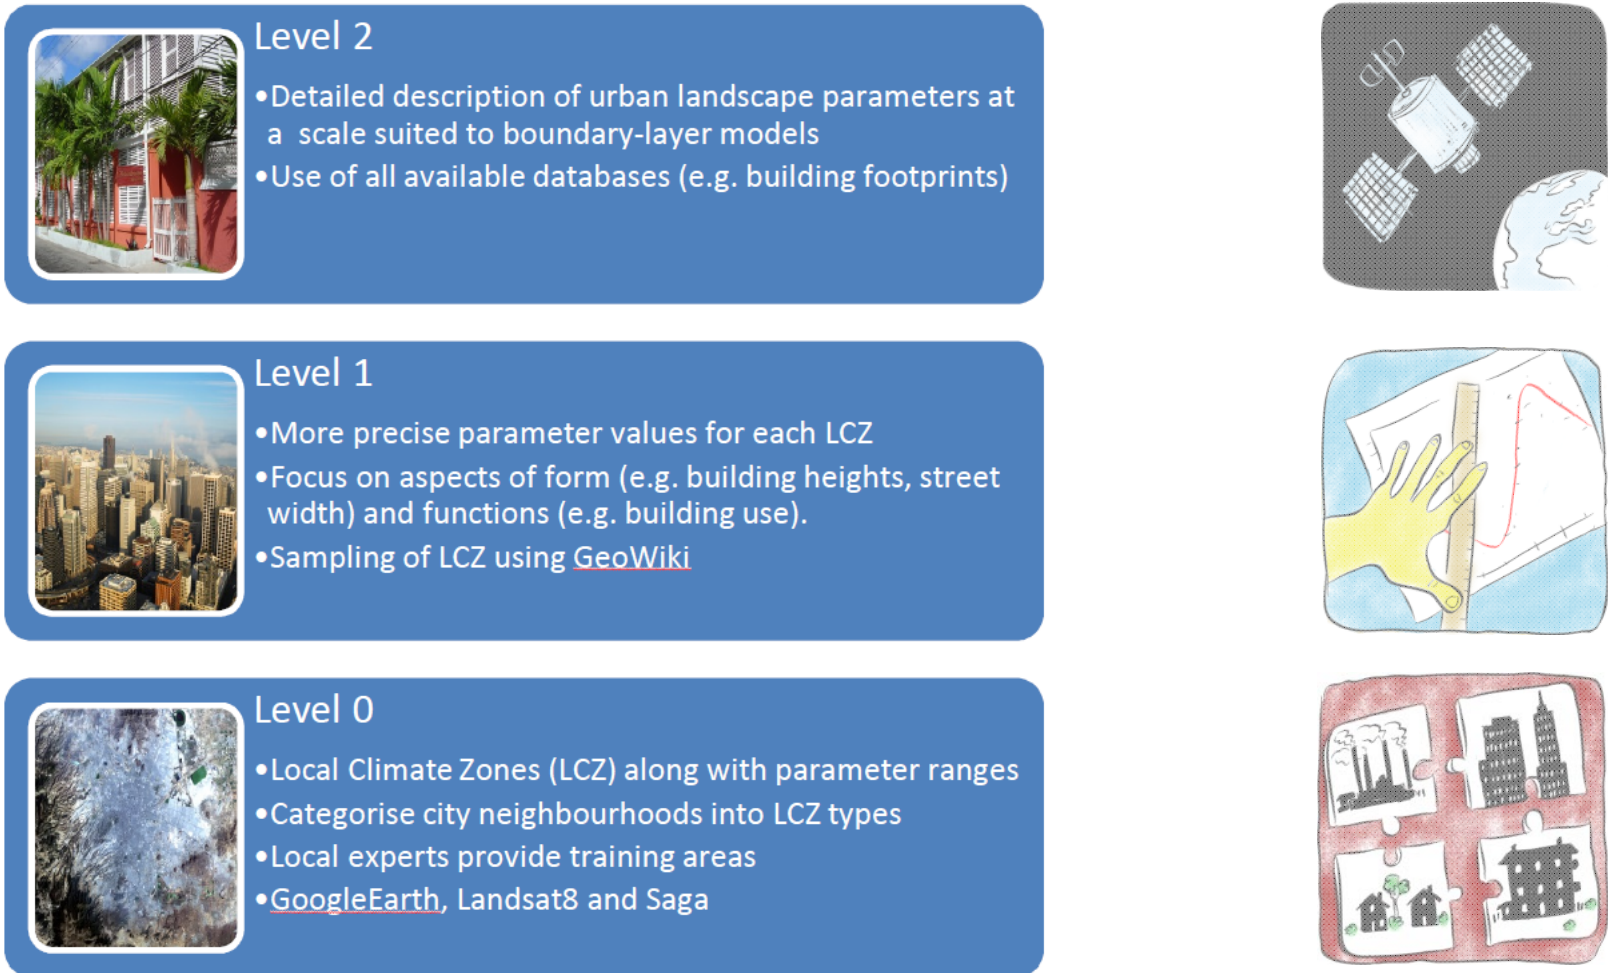 Level 2
•Detailed description of urban landscape parameters at
a scale suited to boundary-layer models
•Use of all available databases (e.g. building footprints)
Level 1
•More precise parameter values for each LCZ
•Focus on aspects of form (e.g. building heights, street
width) and functions (e.g. building use).
•Sampling of LCZ using GeoWiki
Level 0
•Local Climate Zones (LCZ) along with parameter ranges
•Categorise city neighbourhoods into LCZ types
•Local experts provide training areas
•GoogleEarth, Landsat8 and Saga